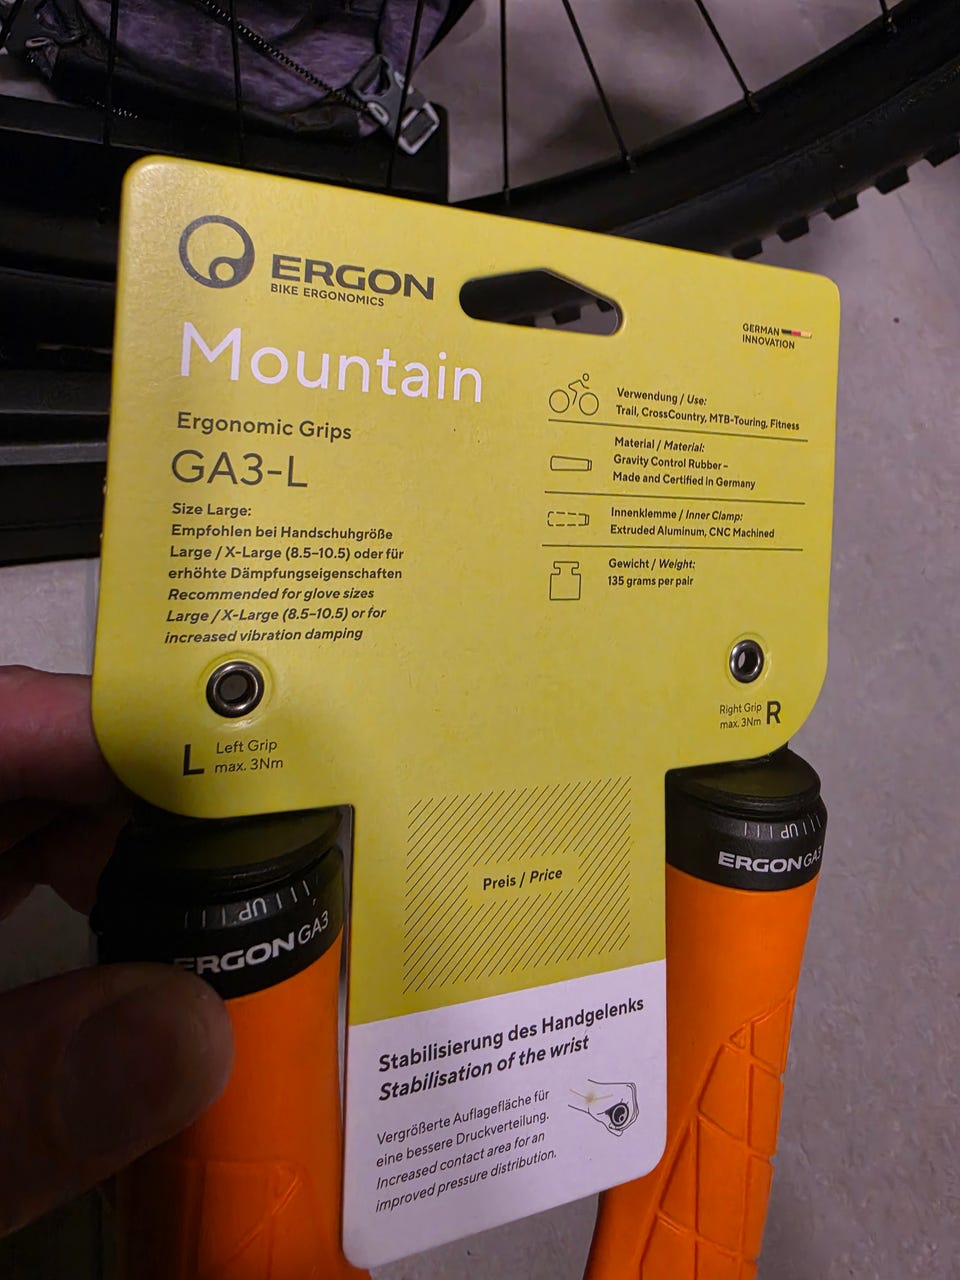 ERGON
BIKE ERGONOMICS
Mountain
Ergonomic Grips
GA3-L
Size Large:
Empfohlen bei Handschuhgröße
Large / X-Large (8.5–10.5) oder für
erhöhte Dämpfungseigenschaften
Recommended for glove sizes
Large / X-Large (8.5–10.5) or for
increased vibration damping
GERMAN
INNOVATION
Verwendung / Use:
Trail, CrossCountry, MTB-Touring, Fitness
Material / Material:
Gravity Control Rubber –
Made and Certified in Germany
Innenklemme / Inner Clamp:
Extruded Aluminum, CNC Machined
Gewicht / Weight:
135 grams per pair
L Left Grip
max. 3Nm
Right Grip R
max. 3Nm
Preis / Price
UP
ERGON GA3
UP
ERGON GA3
Stabilisierung des Handgelenks
Stabilisation of the wrist
Vergrößerte Auflagefläche für
eine bessere Druckverteilung.
Increased contact area for an
improved pressure distribution.